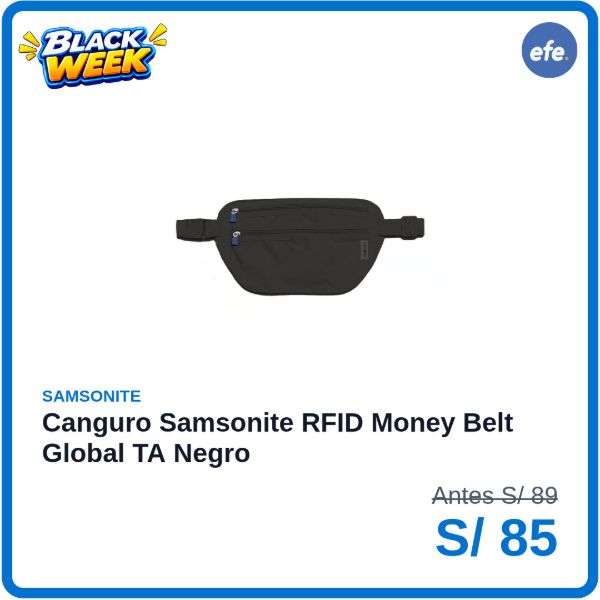 BLACK
WEEK
efe.
SAMSONITE
Canguro Samsonite RFID Money Belt
Global TA Negro
Antes S/ 89
S/ 85